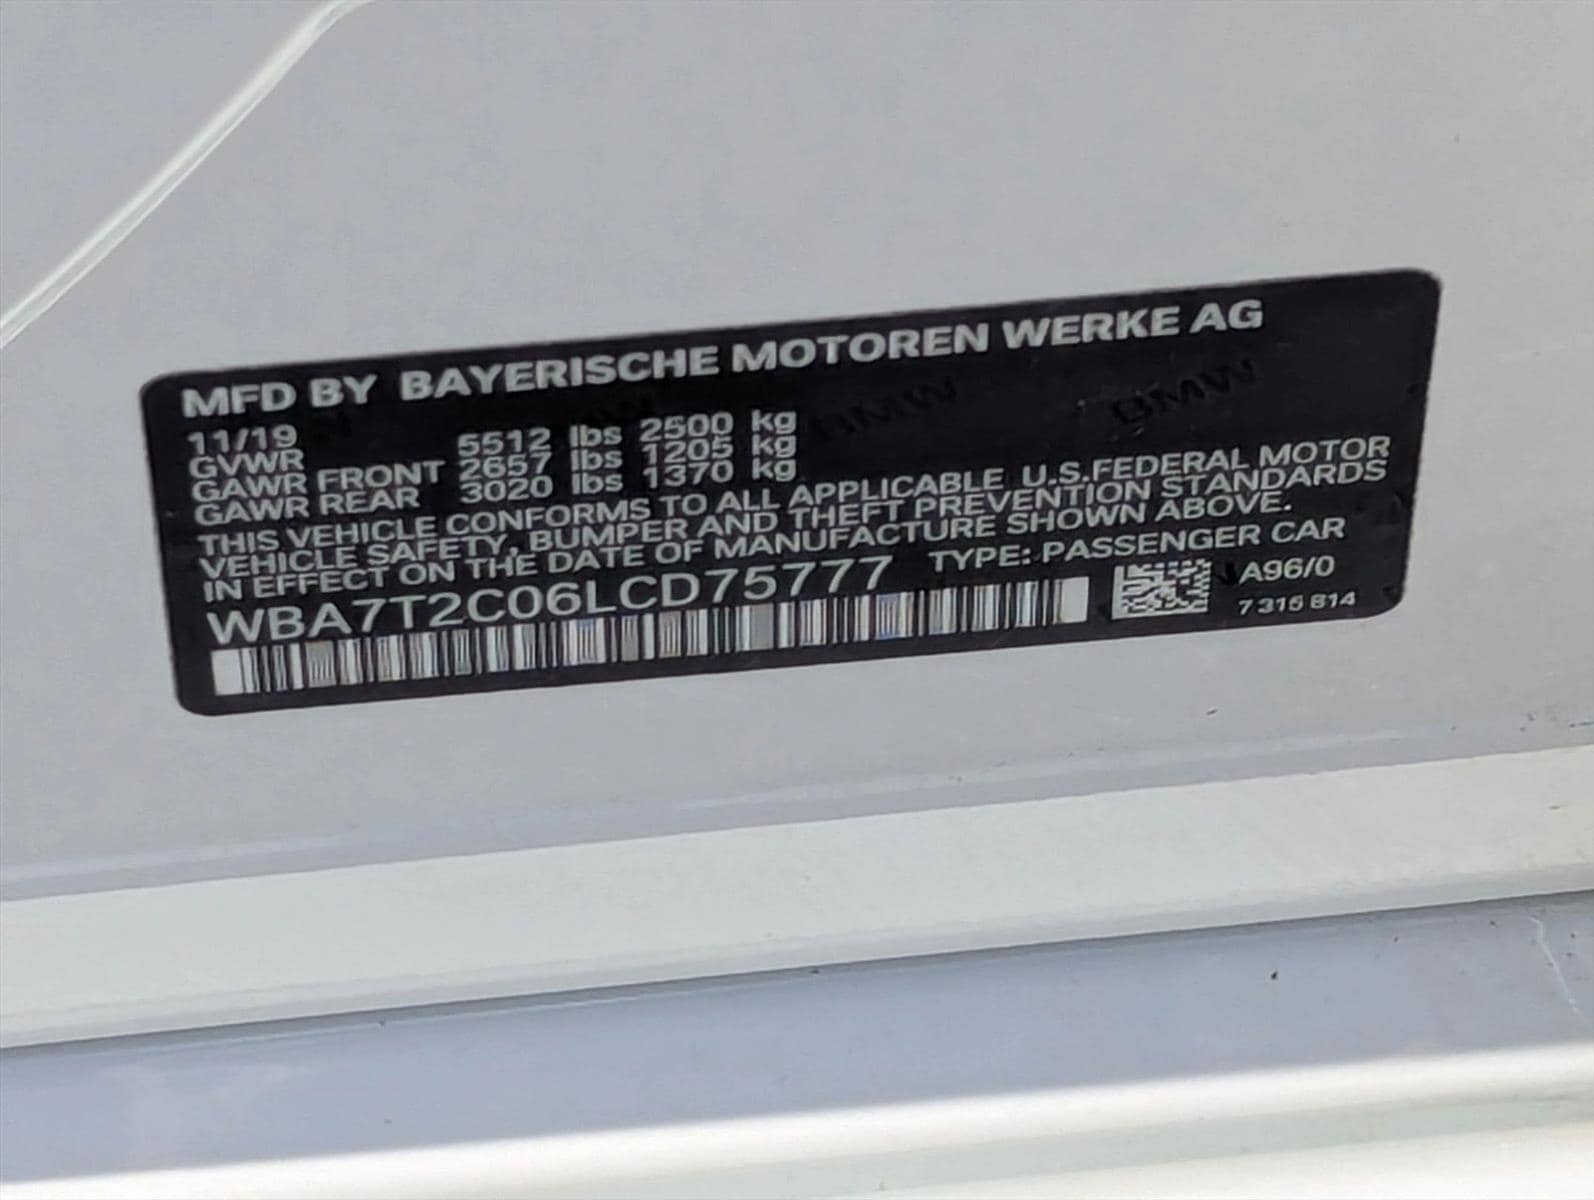 MFD BY BAYERISCHE MOTOREN WERKE AG
11/19
GVWR 5512 lbs 2500 kg
GAWR FRONT 2657 lbs 1205 kg
GAWR REAR 3020 lbs 1370 kg
THIS VEHICLE CONFORMS TO ALL APPLICABLE U.S.FEDERAL MOTOR
VEHICLE SAFETY, BUMPER AND THEFT PREVENTION STANDARDS
IN EFFECT ON THE DATE OF MANUFACTURE SHOWN ABOVE.
WBA7T2C06LCD75777 TYPE: PASSENGER CAR
A96/0
7 315 814
BMW
BMW